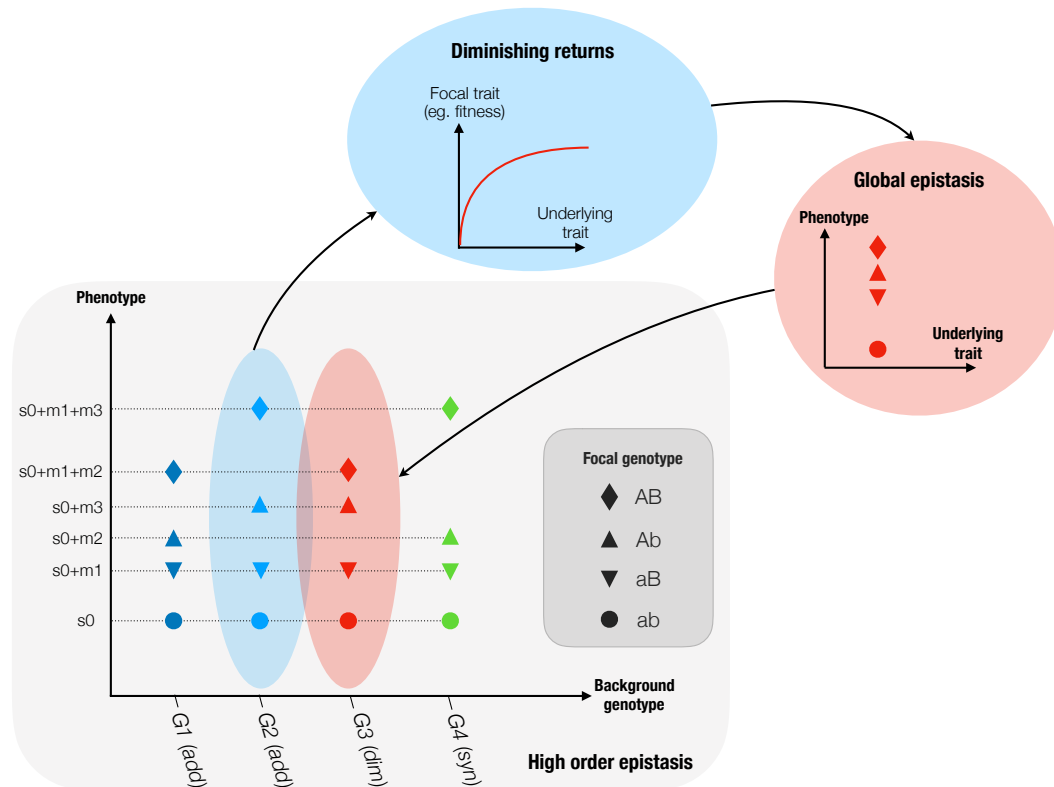 Diminishing returns
Focal trait
(eg. fitness)
Underlying
trait
Global epistasis
Phenotype
Underlying
trait
Phenotype
s0+m1+m3
s0+m1+m2
s0+m3
s0+m2
s0+m1
s0
Focal genotype
AB
Ab
aB
ab
Background
genotype
G1 (add)
G2 (add)
G3 (dim)
G4 (syn)
High order epistasis